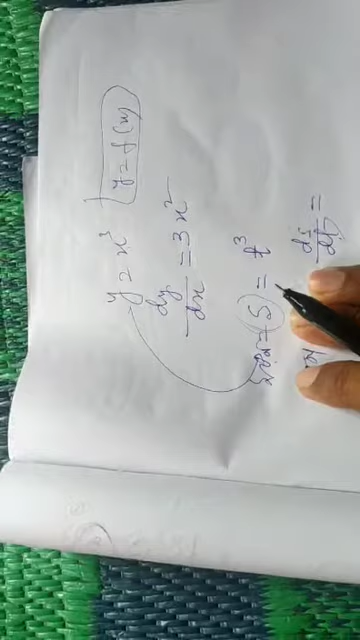 y = x³
y = f(x)
dy/dx = 3x²
S = t³
ds/dt =